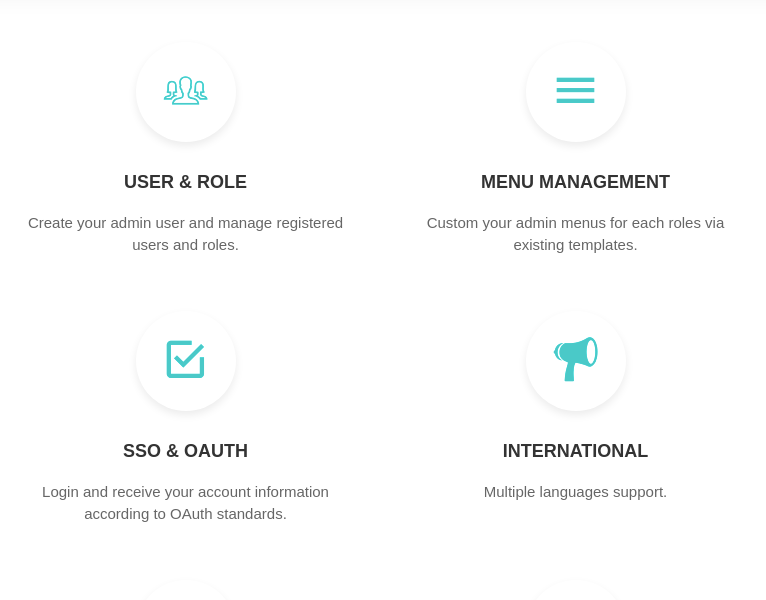 USER & ROLE
Create your admin user and manage registered
users and roles.
MENU MANAGEMENT
Custom your admin menus for each roles via
existing templates.
SSO & OAUTH
Login and receive your account information
according to OAuth standards.
INTERNATIONAL
Multiple languages support.